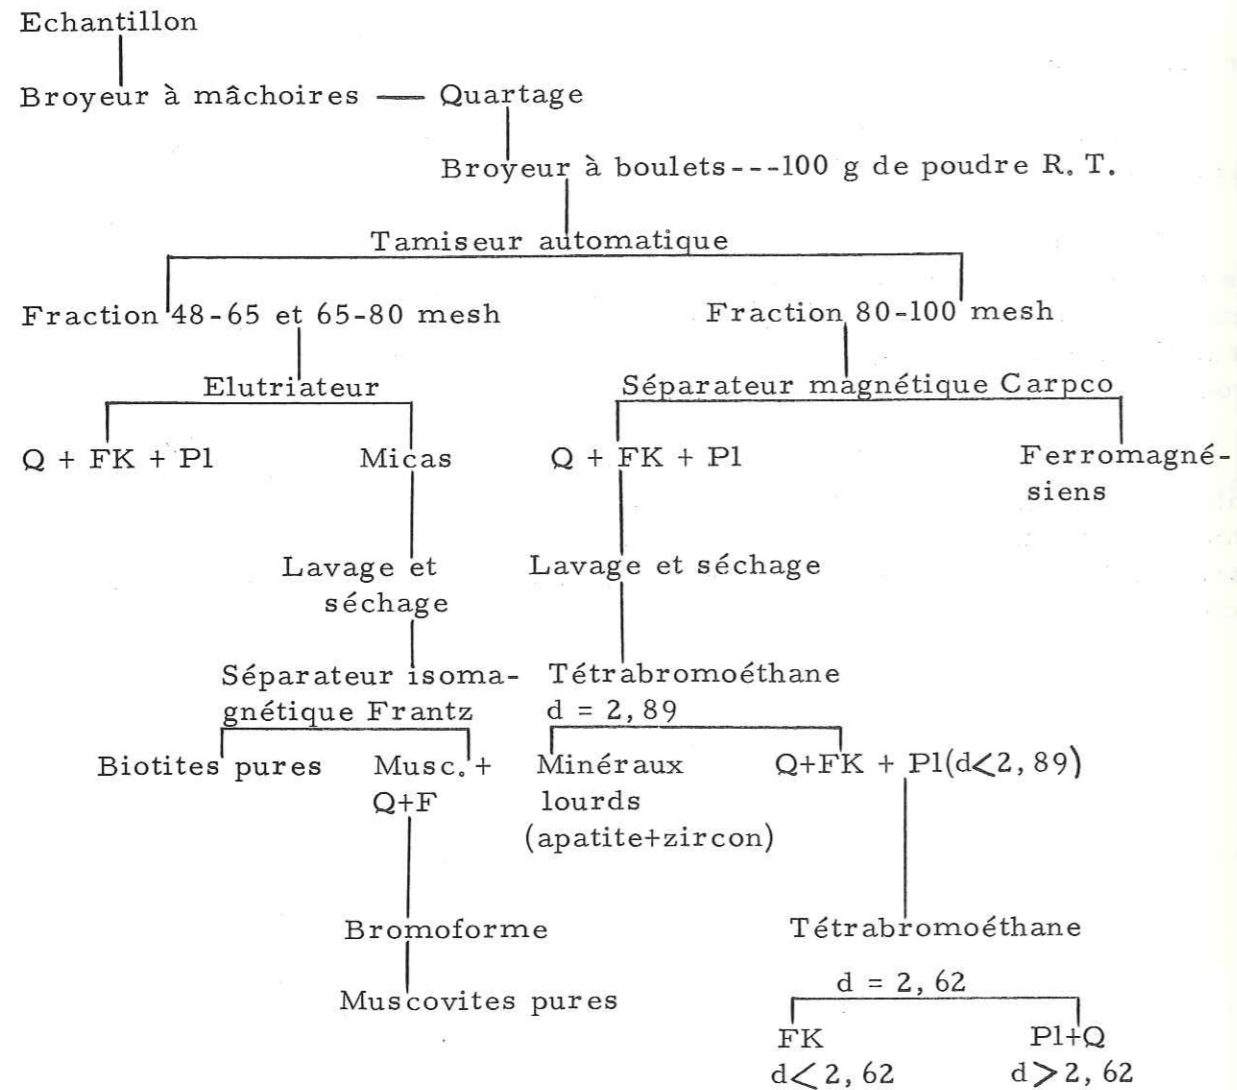 Echantillon
Broyeur à mâchoires — Quartage
Broyeur à boulets---100 g de poudre R. T.
Tamiseur automatique
Fraction 48-65 et 65-80 mesh
Fraction 80-100 mesh
Elutriateur
Séparateur magnétique Carpco
Q + FK + Pl
Micas
Q + FK + Pl
Ferromagné-
siens
Lavage et
séchage
Lavage et séchage
Séparateur isoma-
gnétique Frantz
Tétrabromoéthane
d = 2, 89
Biotites pures
Musc. +
Q+F
Minéraux
lourds
(apatite+zircon)
Q+FK + Pl(d<2, 89)
Bromoforme
Muscovites pures
Tétrabromoéthane
d = 2, 62
FK
d< 2, 62
Pl+Q
d> 2, 62